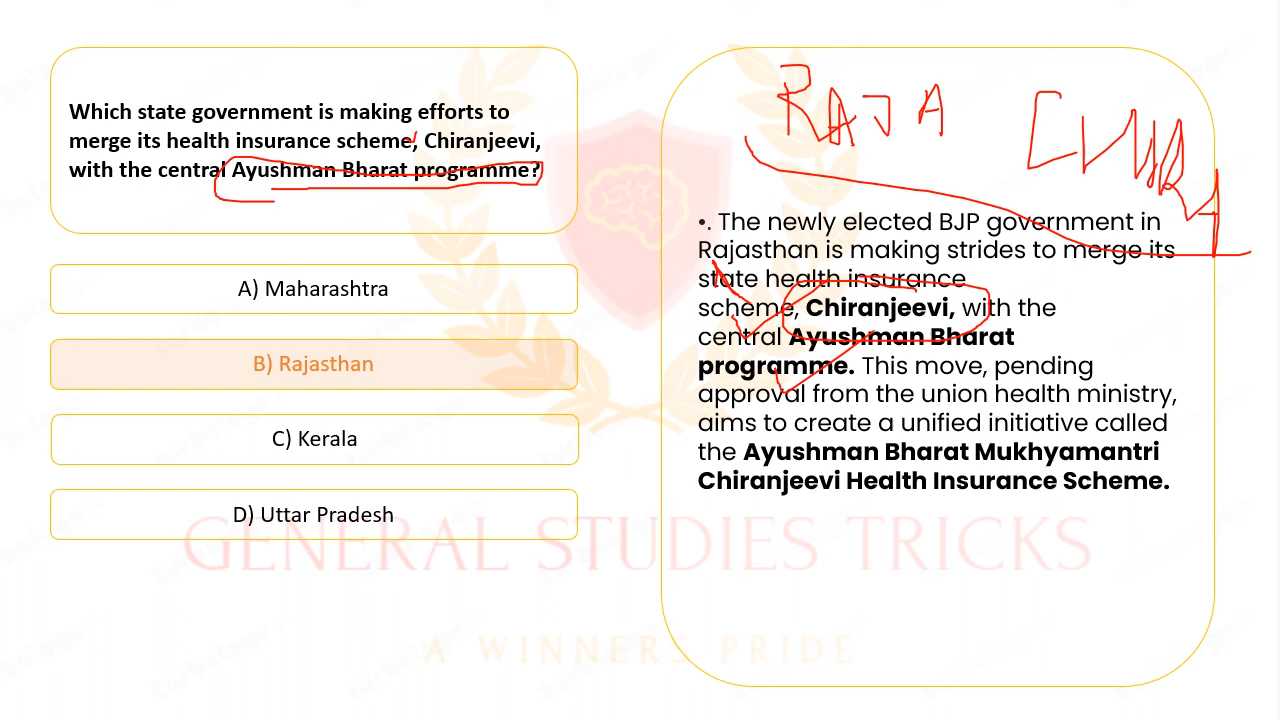 Which state government is making efforts to
merge its health insurance scheme, Chiranjeevi,
with the central Ayushman Bharat programme?
A) Maharashtra
B) Rajasthan
C) Kerala
D) Uttar Pradesh
RAJA
•. The newly elected BJP government in
Rajasthan is making strides to merge its
state health insurance
scheme, Chiranjeevi, with the
central Ayushman Bharat
programme. This move, pending
approval from the union health ministry,
aims to create a unified initiative called
the Ayushman Bharat Mukhyamantri
Chiranjeevi Health Insurance Scheme.
GENERAL STUDIES TRICKS
A WINNERS PRIDE